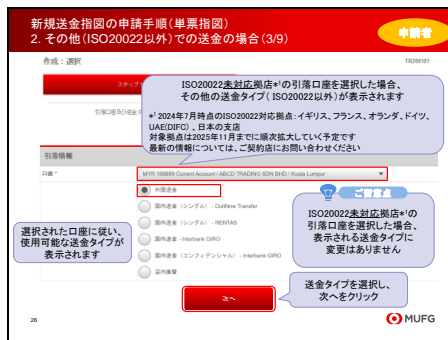 新規送金指図の申請手順(単票指図)
2. その他(ISO20022以外)での送金の場合(3/9)
申請者
作成：選択
TR200101
ステップ1
ISO20022未対応拠店*¹の引落口座を選択した場合、
その他の送金タイプ( ISO20022以外)が表示されます
*¹ 2024年7月時点のISO20022対応拠点：イギリス、フランス、オランダ、ドイツ、
UAE(DIFC) 、日本の支店
対象拠点は2025年11月までに順次拡大していく予定です
最新の情報については、ご契約店にお問い合わせください
引落情報
口座 *
MYR 189889 Current Account / ABCD TRADING SDN BHD / Kuala Lumpur
外国送金
国内送金（シングル）- DuitNow Transfer
国内送金（シングル）- RENTAS
国内送金 - Interbank GIRO
国内送金（コンフィデンシャル）- Interbank GIRO
店内振替
選択された口座に従い、
使用可能な送金タイプが
表示されます
ご留意点
ISO20022未対応拠店*¹の
引落口座を選択した場合、
表示される送金タイプに
変更はありません
次へ
送金タイプを選択し、
次へをクリック
26
MUFG